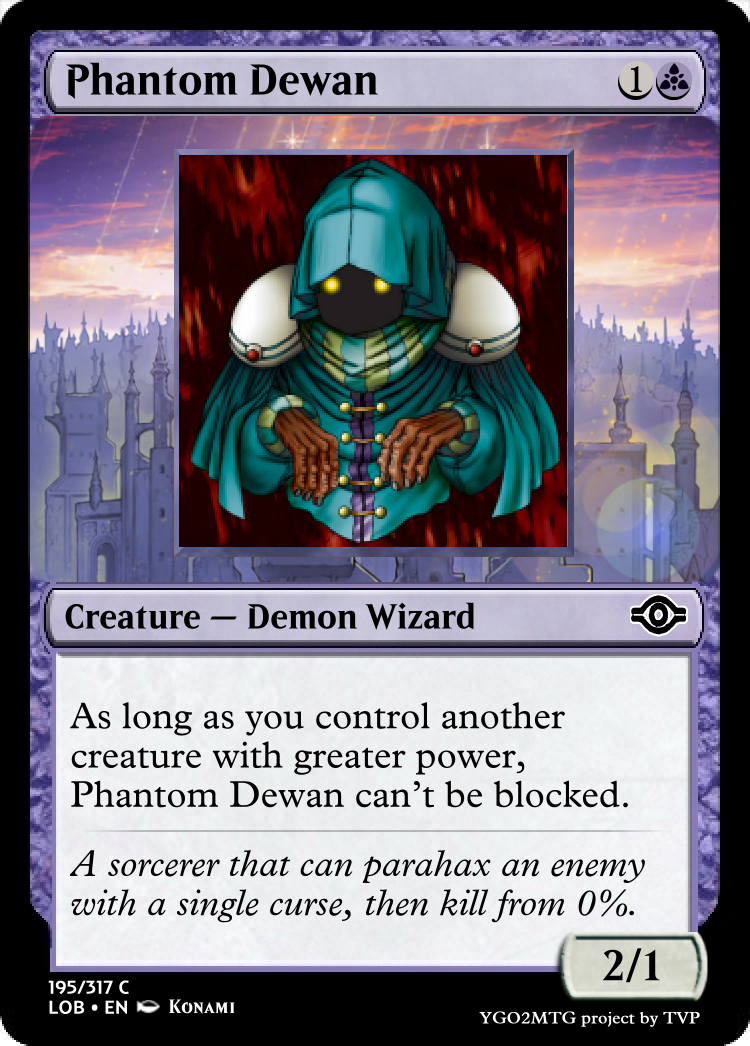 Phantom Dewan
1
Creature — Demon Wizard
As long as you control another
creature with greater power,
Phantom Dewan can't be blocked.
A sorcerer that can parahax an enemy
with a single curse, then kill from 0%.
2/1
195/317 C
LOB • EN KONAMI
YGO2MTG project by TVP